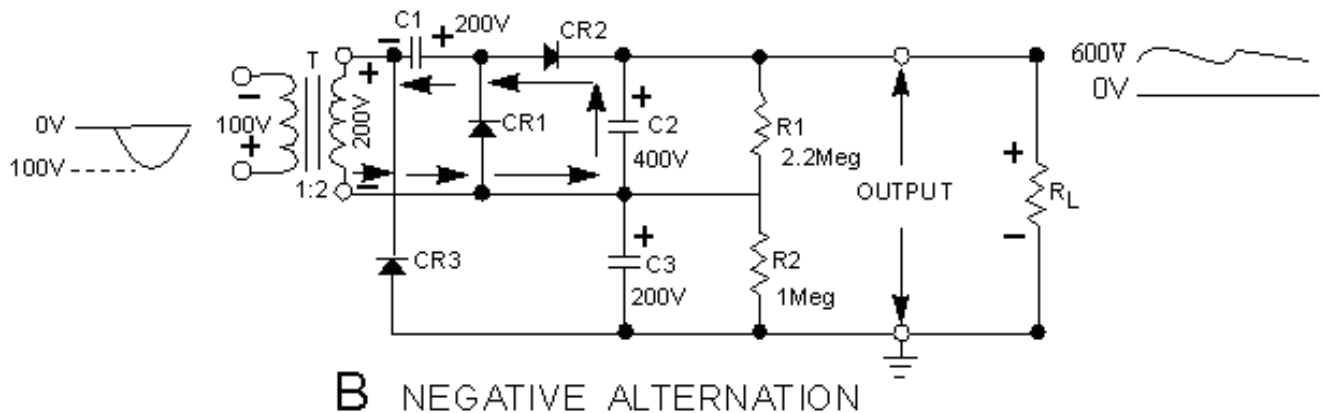 C1
200V
CR2
T
100V
200V
1:2
0V
100V
CR1
C2
400V
R1
2.2Meg
OUTPUT
RL
600V
0V
CR3
C3
200V
R2
1Meg
B NEGATIVE ALTERNATION